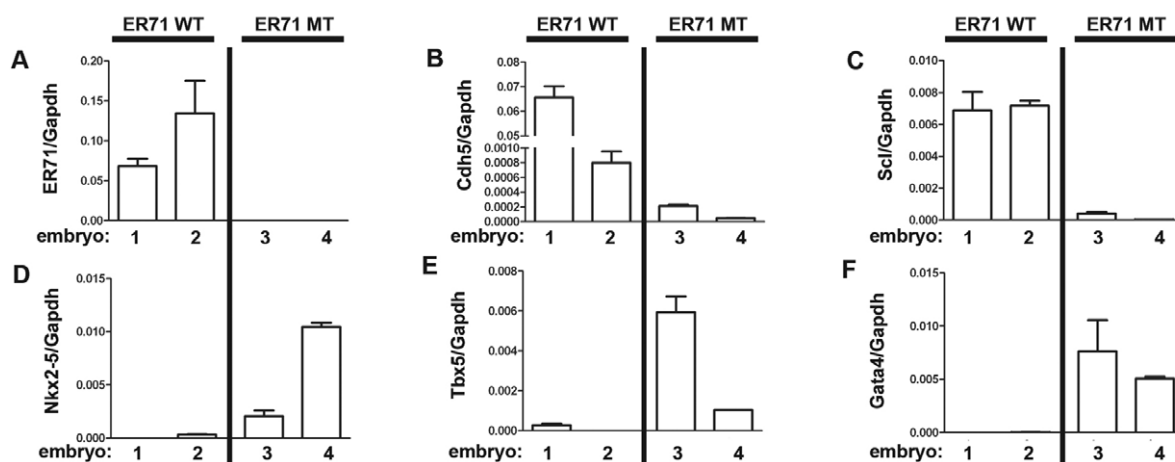 ER71 WT ER71 MT ER71 WT ER71 MT ER71 WT ER71 MT
A
ER71/Gapdh
0.20
0.15
0.10
0.05
0.00
embryo: 1 2 3 4
B
Cdh5/Gapdh
0.08
0.07
0.06
0.05
0.0010
0.0008
0.0006
0.0004
0.0002
0.0000
embryo: 1 2 3 4
C
Scl/Gapdh
0.010
0.008
0.006
0.004
0.002
0.000
embryo: 1 2 3 4
D
Nkx2-5/Gapdh
0.015
0.010
0.005
0.000
embryo: 1 2 3 4
E
Tbx5/Gapdh
0.008
0.006
0.004
0.002
0.000
embryo: 1 2 3 4
F
Gata4/Gapdh
0.015
0.010
0.005
0.000
embryo: 1 2 3 4